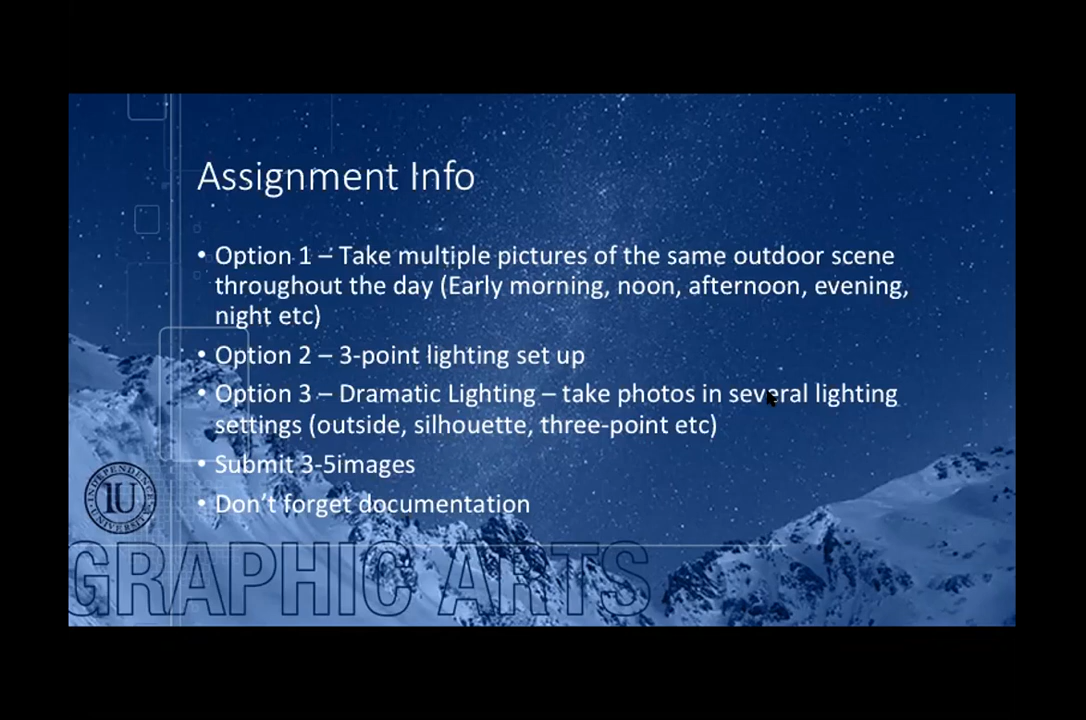 Assignment Info
• Option 1 – Take multiple pictures of the same outdoor scene
throughout the day (Early morning, noon, afternoon, evening,
night etc)
• Option 2 – 3-point lighting set up
• Option 3 – Dramatic Lighting – take photos in several lighting
settings (outside, silhouette, three-point etc)
• Submit 3-5images
• Don't forget documentation
INDEPENDENCE
IU
UNIVERSITY
GRAPHIC ARTS